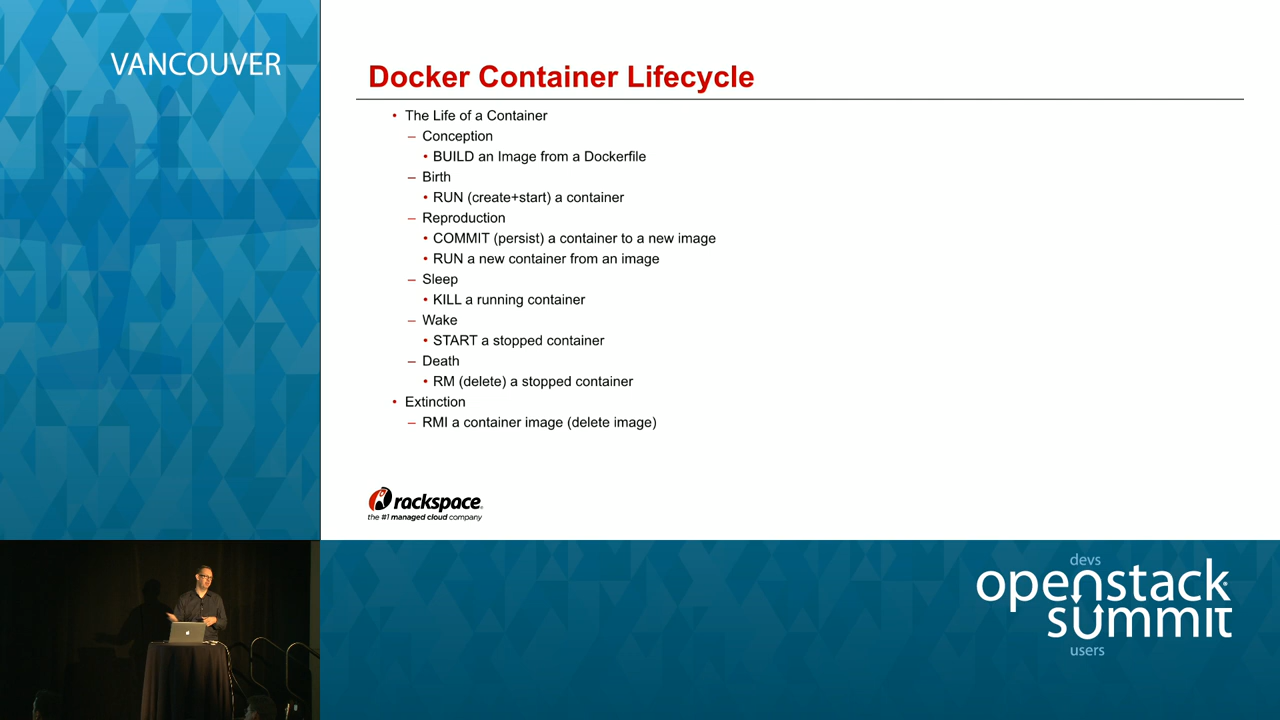 VANCOUVER
Docker Container Lifecycle
• The Life of a Container
– Conception
• BUILD an Image from a Dockerfile
– Birth
• RUN (create+start) a container
– Reproduction
• COMMIT (persist) a container to a new image
• RUN a new container from an image
– Sleep
• KILL a running container
– Wake
• START a stopped container
– Death
• RM (delete) a stopped container
• Extinction
– RMI a container image (delete image)
rackspace.
the #1 managed cloud company
devs
openstack
summit
users